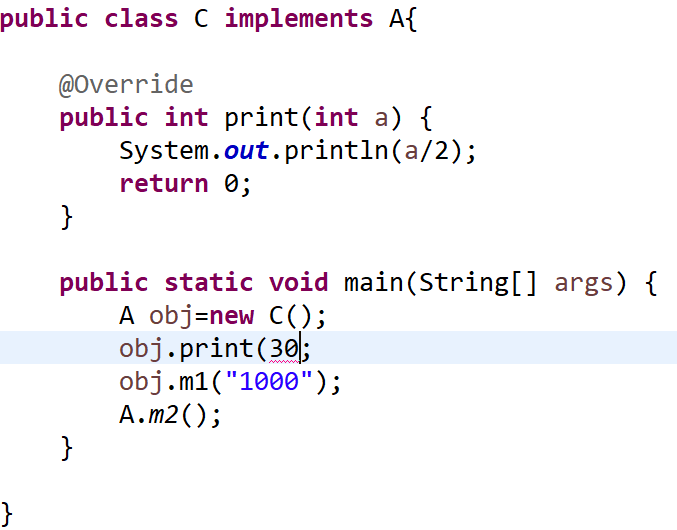 public class C implements A{
@Override
public int print(int a) {
System.out.println(a/2);
return 0;
}
public static void main(String[] args) {
A obj=new C();
obj.print(30;
obj.m1("1000");
A.m2();
}
}